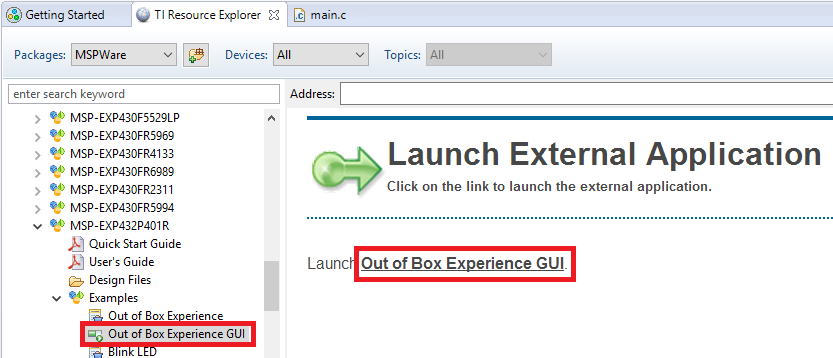 Getting Started
TI Resource Explorer
main.c
Packages: MSPWare Devices: All Topics: All
enter search keyword
Address:
MSP-EXP430F5529LP
MSP-EXP430FR5969
MSP-EXP430FR4133
MSP-EXP430FR6989
MSP-EXP430FR2311
MSP-EXP430FR5994
MSP-EXP432P401R
Quick Start Guide
User's Guide
Design Files
Examples
Out of Box Experience
Out of Box Experience GUI
Blink LED
Launch External Application
Click on the link to launch the external application.
Launch Out of Box Experience GUI.